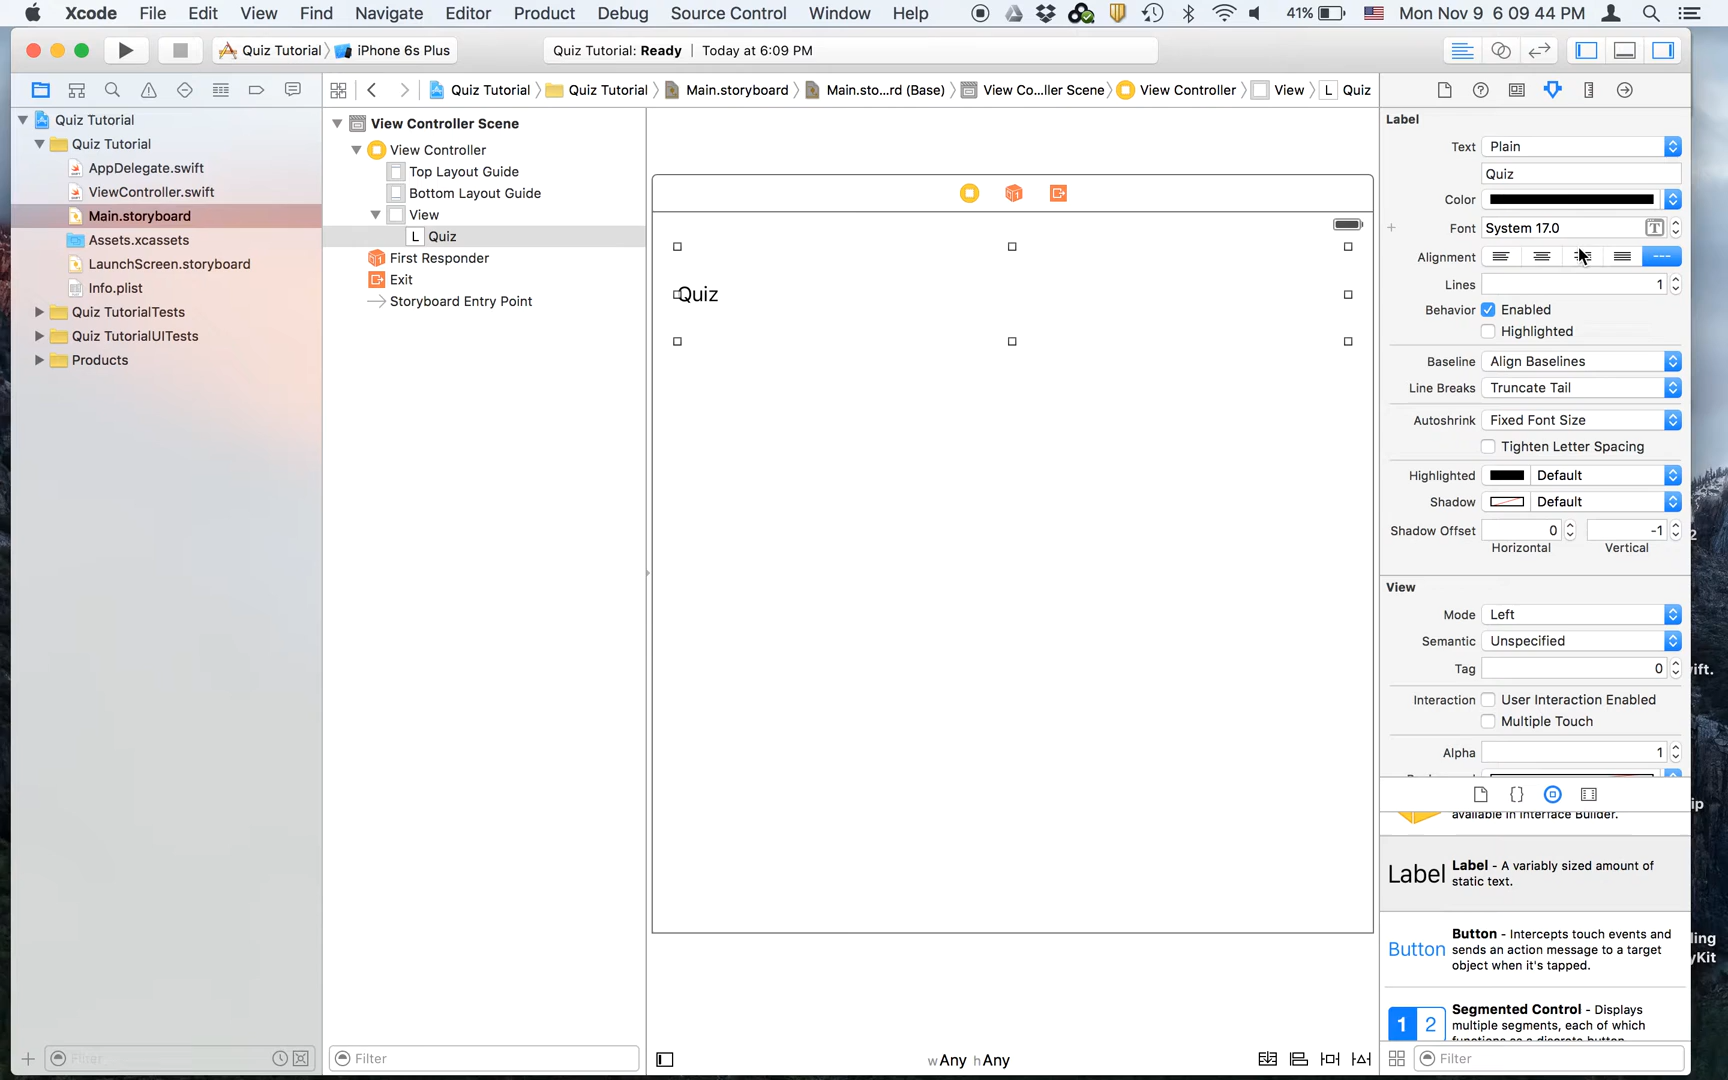 Xcode File Edit View Find Navigate Editor Product Debug Source Control Window Help 41% Mon Nov 9 6 09 44 PM
Quiz Tutorial iPhone 6s Plus Quiz Tutorial: Ready | Today at 6:09 PM
Quiz Tutorial Quiz Tutorial Main.storyboard Main.sto...rd (Base) View Co...ller Scene View Controller View L Quiz
Quiz Tutorial
Quiz Tutorial
AppDelegate.swift
ViewController.swift
Main.storyboard
Assets.xcassets
LaunchScreen.storyboard
Info.plist
Quiz TutorialTests
Quiz TutorialUITests
Products
Filter
View Controller Scene
View Controller
Top Layout Guide
Bottom Layout Guide
View
L Quiz
First Responder
Exit
Storyboard Entry Point
Filter
Quiz
wAny hAny
Label
Text Plain
Quiz
Color
Font System 17.0
Alignment
Lines 1
Behavior Enabled
Highlighted
Baseline Align Baselines
Line Breaks Truncate Tail
Autoshrink Fixed Font Size
Tighten Letter Spacing
Highlighted Default
Shadow Default
Shadow Offset 0 -1
Horizontal Vertical
View
Mode Left
Semantic Unspecified
Tag 0
Interaction User Interaction Enabled
Multiple Touch
Alpha 1
available in Interface Builder.
Label Label - A variably sized amount of
static text.
Button Button - Intercepts touch events and
sends an action message to a target
object when it's tapped.
1 2 Segmented Control - Displays
multiple segments, each of which
functions as a discrete button.
Filter